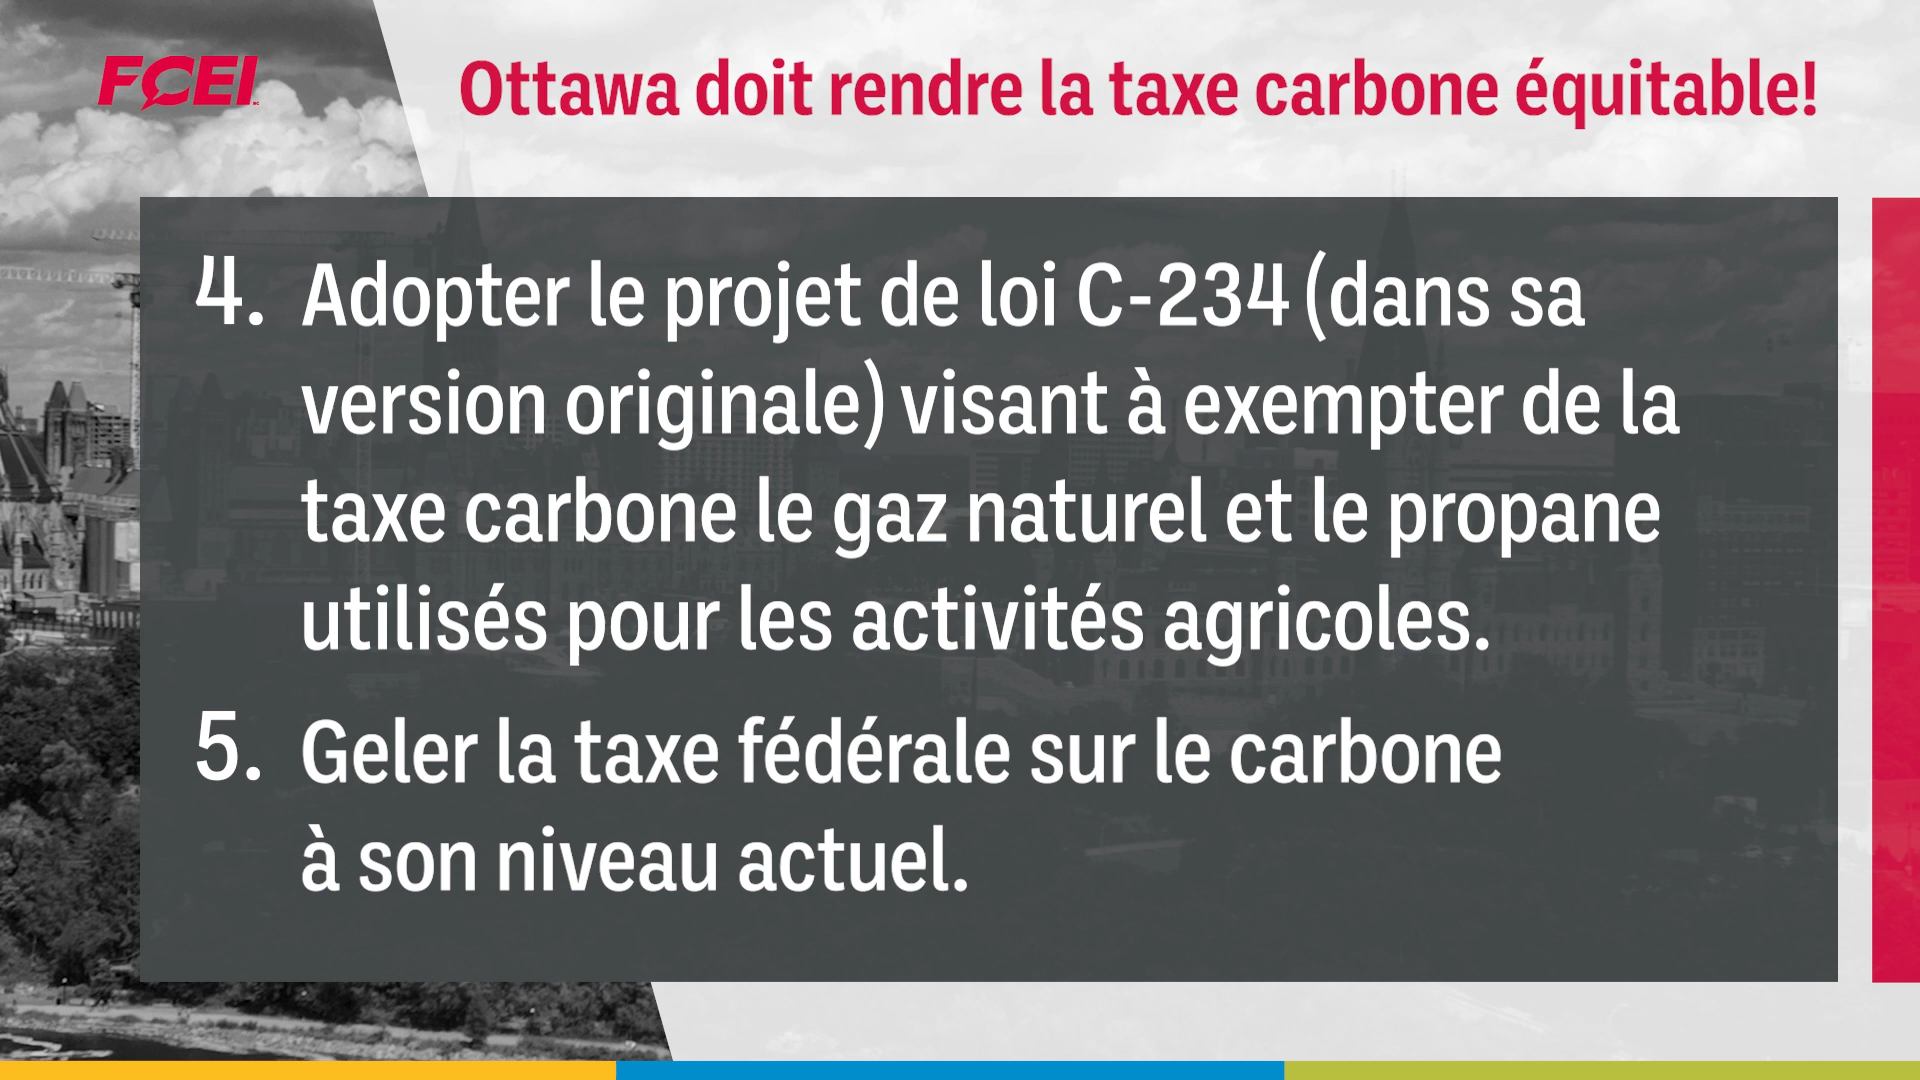 FCEI
Ottawa doit rendre la taxe carbone équitable!
4. Adopter le projet de loi C-234 (dans sa
version originale) visant à exempter de la
taxe carbone le gaz naturel et le propane
utilisés pour les activités agricoles.
5. Geler la taxe fédérale sur le carbone
à son niveau actuel.